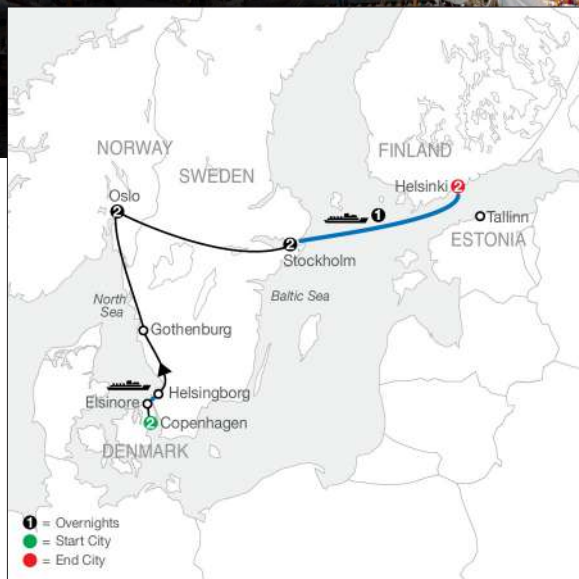 NORWAY
FINLAND
SWEDEN
Helsinki 2
Oslo
2
1
Tallinn
ESTONIA
2
Stockholm
North
Sea
Baltic Sea
Gothenburg
Helsingborg
Elsinore
2 Copenhagen
DENMARK
1 = Overnights
= Start City
= End City